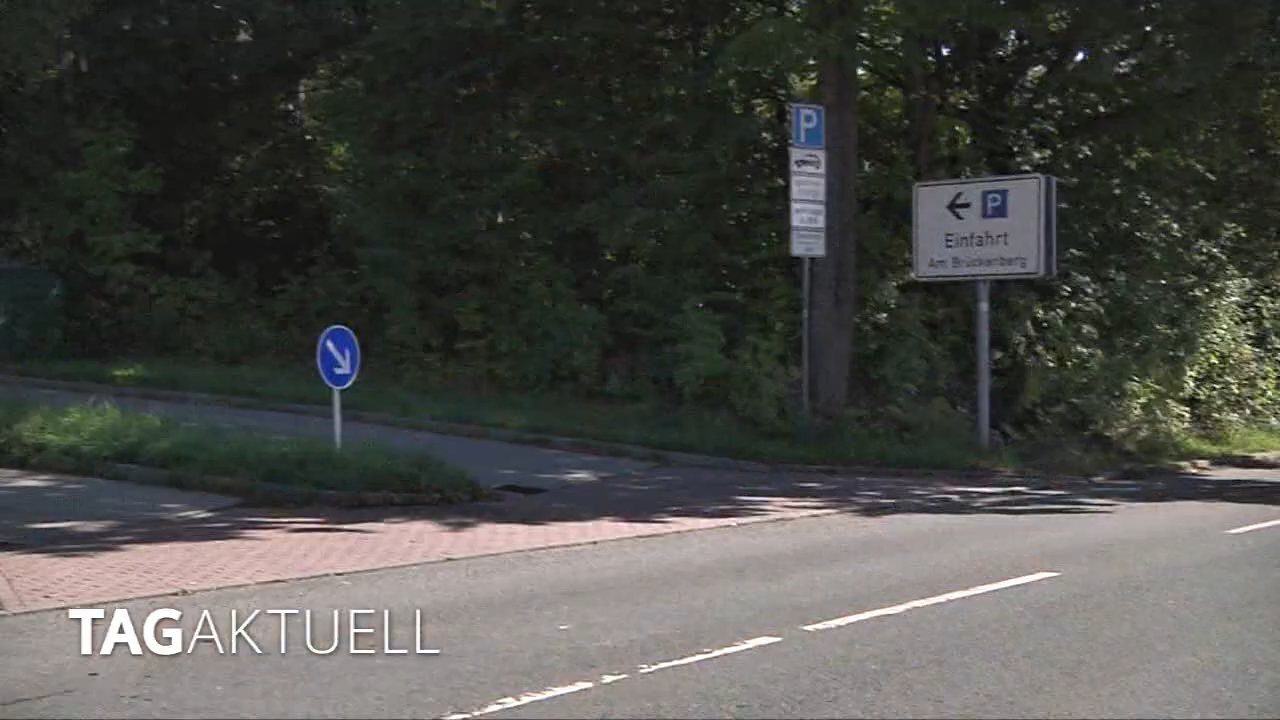 P
P
Einfahrt
Am Brückenberg
TAGAKTUELL